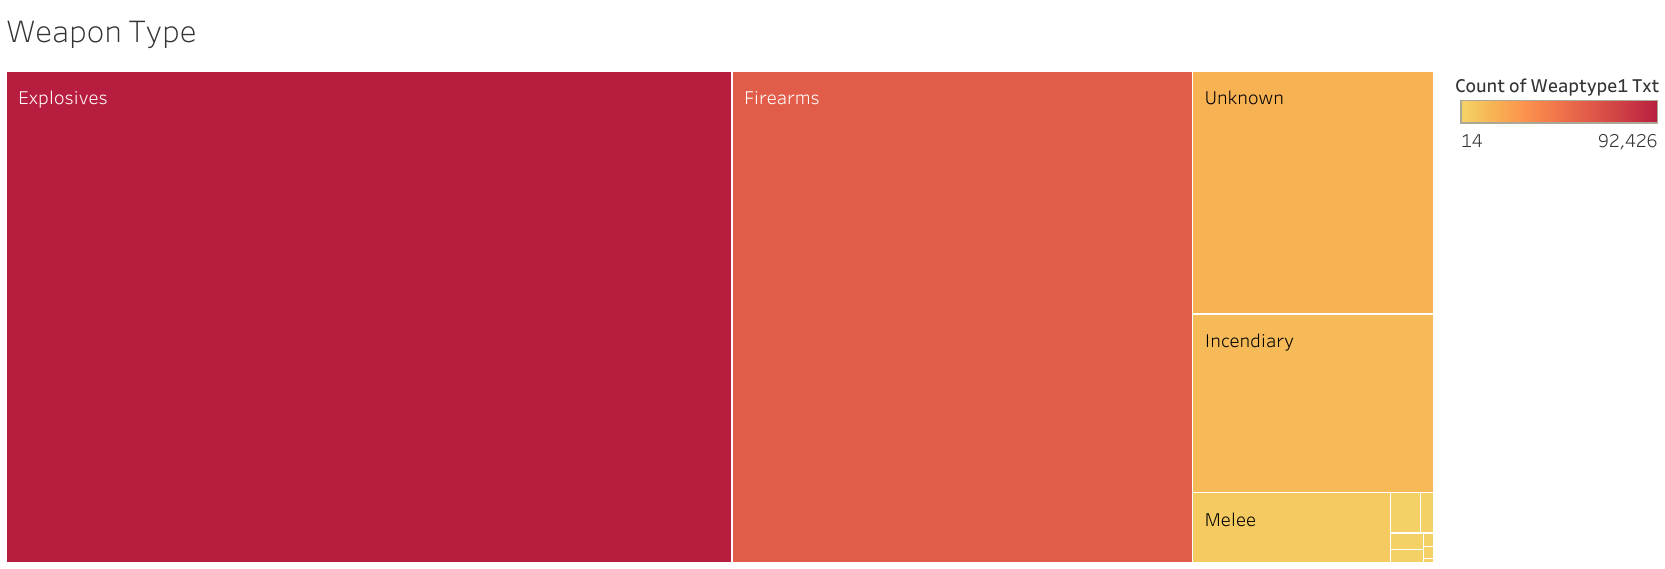 Weapon Type
Explosives
Firearms
Unknown
Incendiary
Melee
Count of Weaptype1 Txt
14 92,426